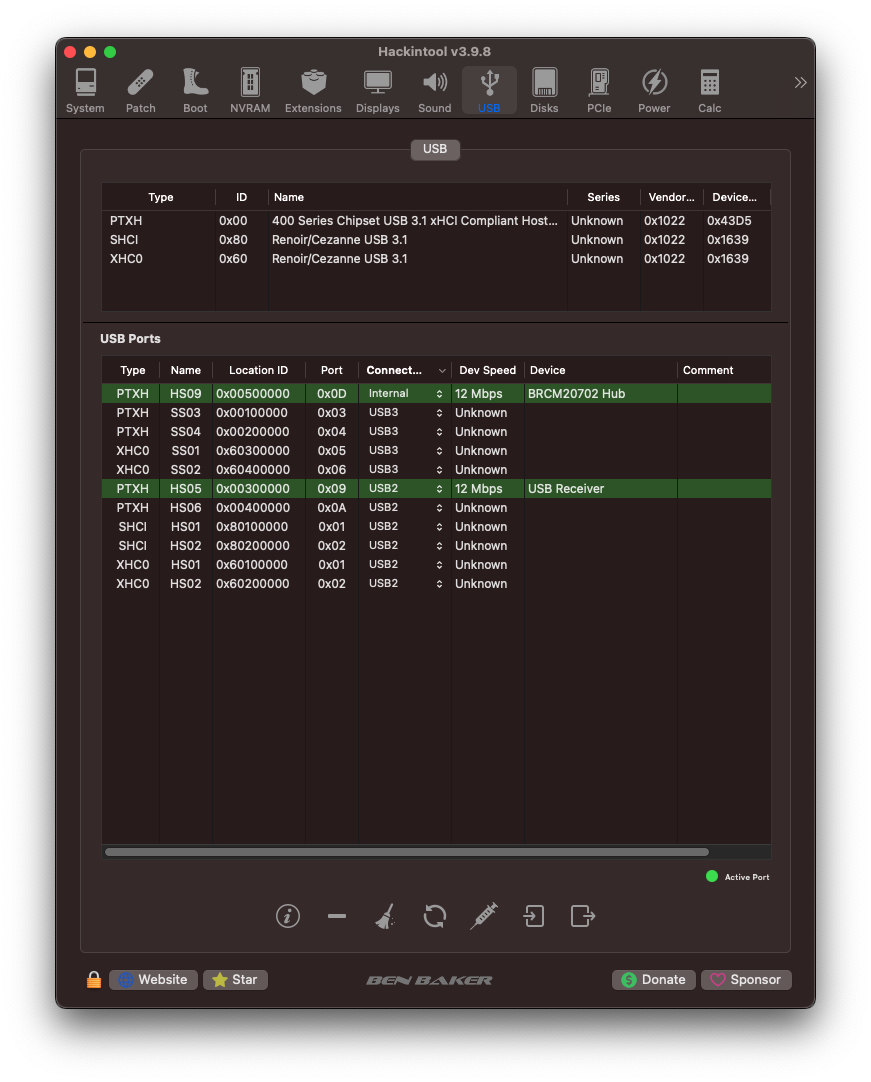 Hackintool v3.9.8
System Patch Boot NVRAM Extensions Displays Sound USB Disks PCIe Power Calc
USB
Type ID Name Series Vendor... Device...
PTXH 0x00 400 Series Chipset USB 3.1 xHCI Compliant Host... Unknown 0x1022 0x43D5
SHCI 0x80 Renoir/Cezanne USB 3.1 Unknown 0x1022 0x1639
XHC0 0x60 Renoir/Cezanne USB 3.1 Unknown 0x1022 0x1639
USB Ports
Type Name Location ID Port Connect... Dev Speed Device Comment
PTXH HS09 0x00500000 0x0D Internal 12 Mbps BRCM20702 Hub
PTXH SS03 0x00100000 0x03 USB3 Unknown
PTXH SS04 0x00200000 0x04 USB3 Unknown
XHC0 SS01 0x60300000 0x05 USB3 Unknown
XHC0 SS02 0x60400000 0x06 USB3 Unknown
PTXH HS05 0x00300000 0x09 USB2 12 Mbps USB Receiver
PTXH HS06 0x00400000 0x0A USB2 Unknown
SHCI HS01 0x80100000 0x01 USB2 Unknown
SHCI HS02 0x80200000 0x02 USB2 Unknown
XHC0 HS01 0x60100000 0x01 USB2 Unknown
XHC0 HS02 0x60200000 0x02 USB2 Unknown
Active Port
Website Star BEN BAKER Donate Sponsor